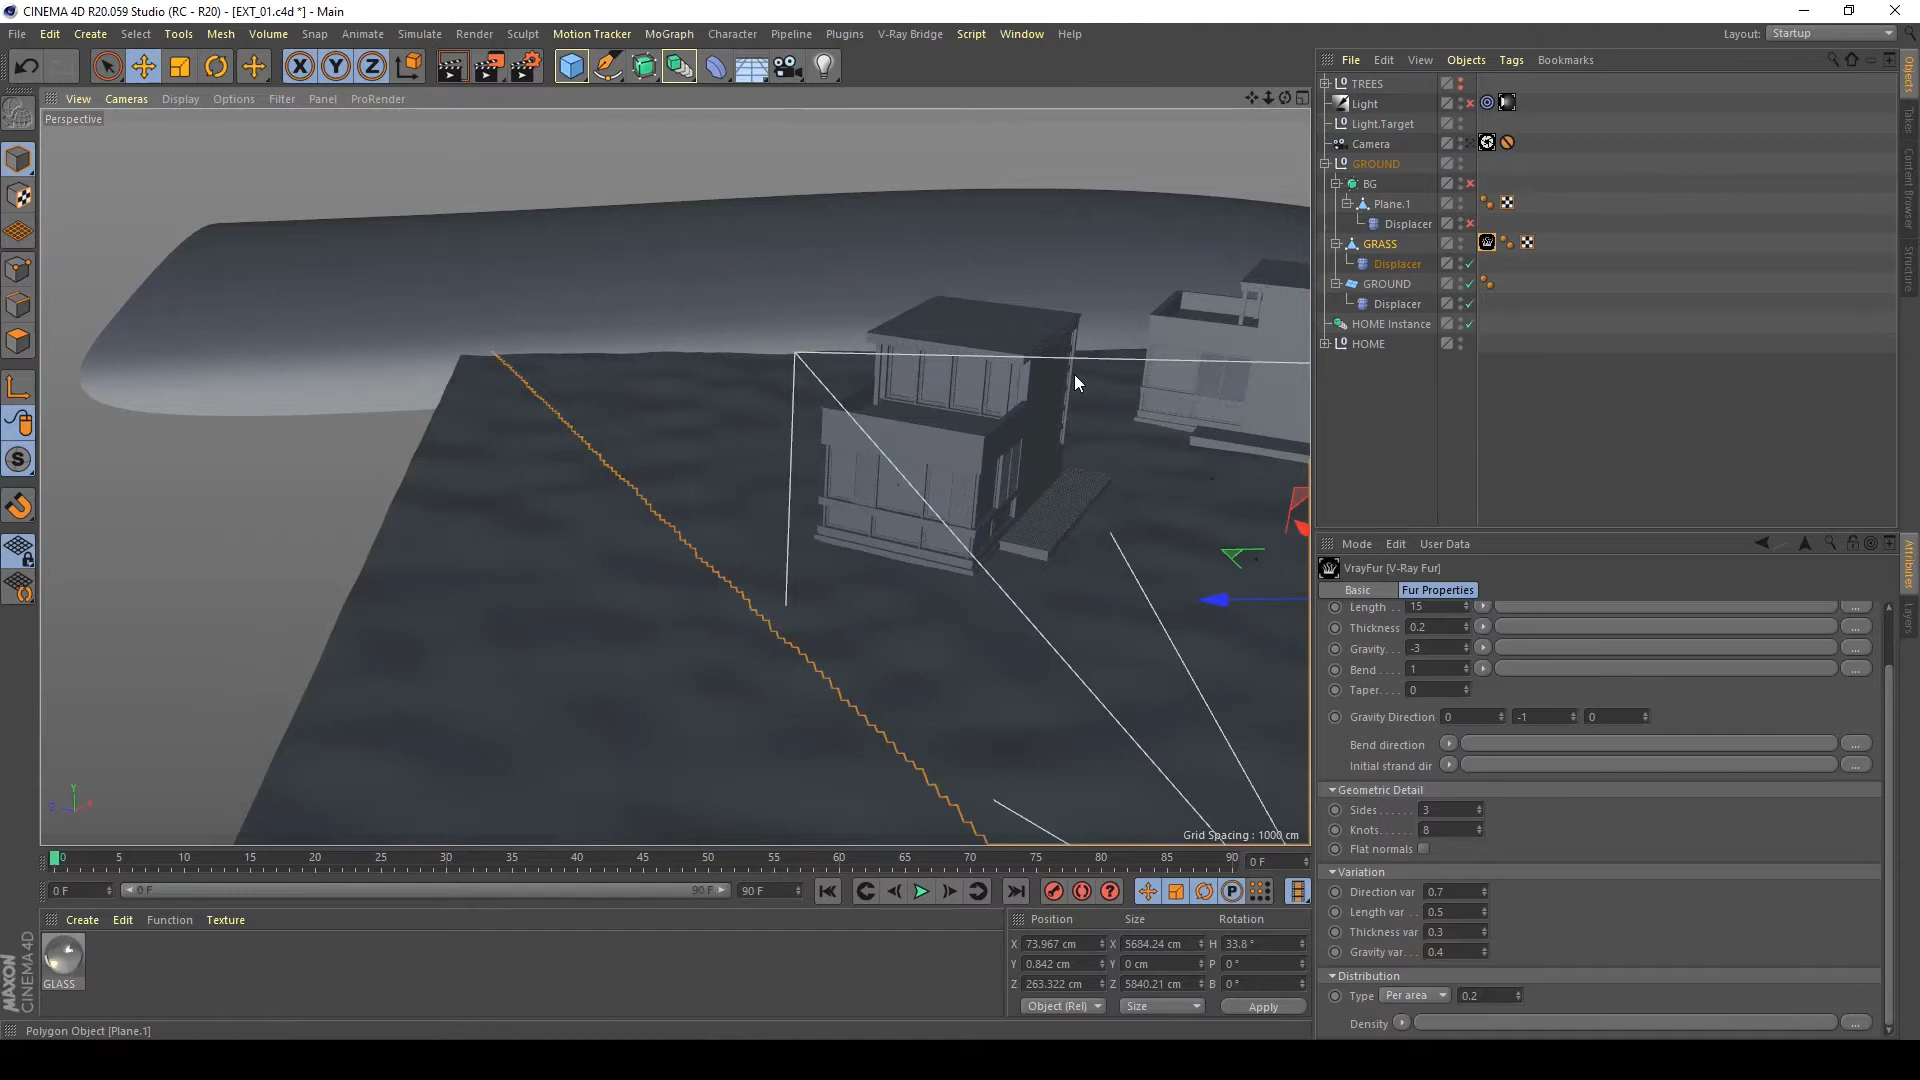 CINEMA 4D R20.059 Studio (RC - R20) - [EXT_01.c4d *] - Main
File Edit Create Select Tools Mesh Volume Snap Animate Simulate Render Sculpt Motion Tracker MoGraph Character Pipeline Plugins V-Ray Bridge Script Window Help Layout: Startup
File Edit View Objects Tags Bookmarks
View Cameras Display Options Filter Panel ProRender
Perspective
TREES
Light
Light.Target
Camera
GROUND
BG
Plane.1
Displacer
GRASS
Displacer
GROUND
Displacer
HOME Instance
HOME
Objects
Takes
Content Browser
Structure
Mode Edit User Data
VrayFur [V-Ray Fur]
Basic Fur Properties
Length . . 15
Thickness 0.2
Gravity. . . -3
Bend . . . . 1
Taper. . . . 0
Gravity Direction 0 -1 0
Bend direction
Initial strand dir
Geometric Detail
Sides . . . . . . 3
Knots. . . . . . 8
Flat normals
Variation
Direction var 0.7
Length var . . 0.5
Thickness var 0.3
Gravity var. . . 0.4
Distribution
Type Per area 0.2
Density
Attributes
Layers
Y
Z X
Grid Spacing : 1000 cm
0 5 10 15 20 25 30 35 40 45 50 55 60 65 70 75 80 85 90 0 F
0 F 0 F 90 F 90 F
Create Edit Function Texture
GLASS
MAXON
CINEMA 4D
Position Size Rotation
X 73.967 cm X 5684.24 cm H 33.8 °
Y 0.842 cm Y 0 cm P 0 °
Z 263.322 cm Z 5840.21 cm B 0 °
Object (Rel) Size Apply
Polygon Object [Plane.1]